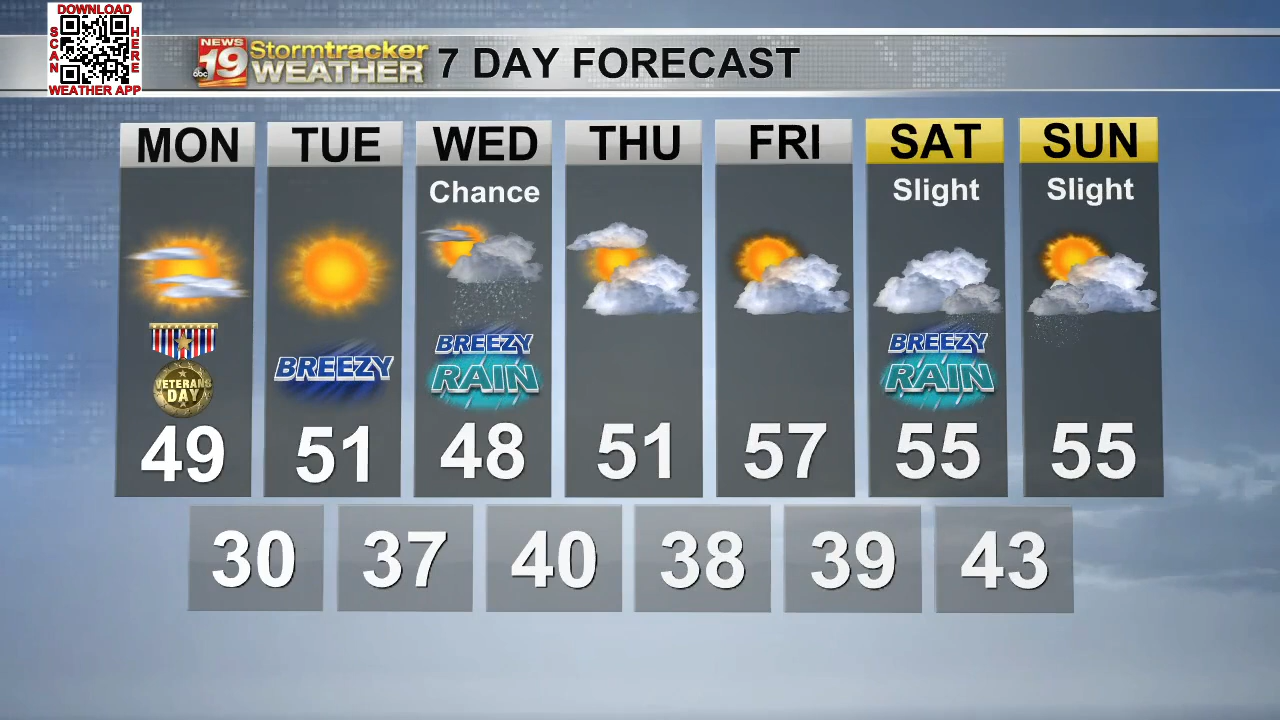 DOWNLOAD
SCAN
HERE
WEATHER APP
NEWS
abc 19
Stormtracker
WEATHER
7 DAY FORECAST
MON TUE WED THU FRI SAT SUN
Chance Slight Slight
BREEZY BREEZY
VETERANS
DAY
BREEZY
RAIN RAIN
49 51 48 51 57 55 55
30 37 40 38 39 43